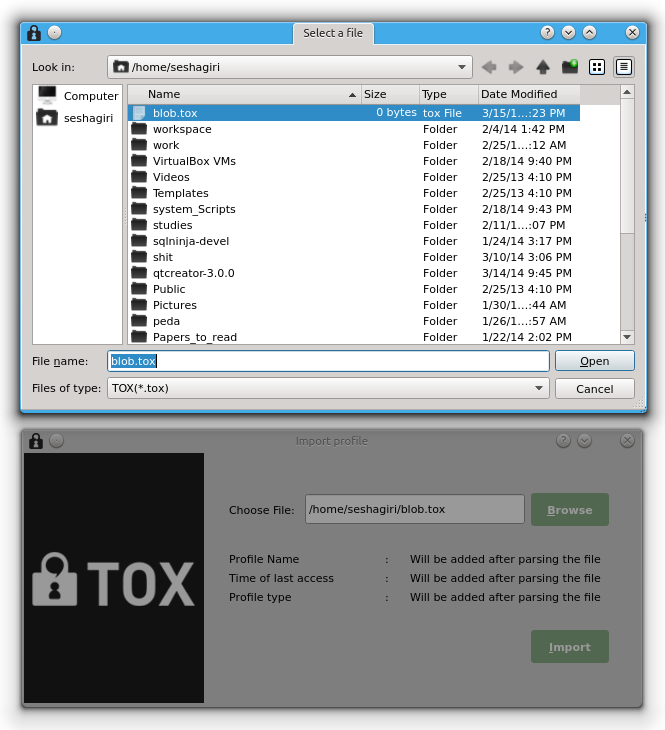 Select a file
Look in: /home/seshagiri
Computer
seshagiri
Name Size Type Date Modified
blob.tox 0 bytes tox File 3/15/1...:23 PM
workspace Folder 2/4/14 1:42 PM
work Folder 2/25/1...:12 AM
VirtualBox VMs Folder 2/18/14 9:40 PM
Videos Folder 2/25/13 4:10 PM
Templates Folder 2/25/13 4:10 PM
system_Scripts Folder 2/18/14 9:43 PM
studies Folder 2/11/1...:07 PM
sqlninja-devel Folder 1/24/14 3:17 PM
shit Folder 3/10/14 3:06 PM
qtcreator-3.0.0 Folder 3/14/14 9:45 PM
Public Folder 2/25/13 4:10 PM
Pictures Folder 1/30/1...:44 AM
peda Folder 1/26/1...:57 AM
Papers_to_read Folder 1/22/14 2:02 PM
File name: blob.tox Open
Files of type: TOX(*.tox) Cancel
Import profile
TOX
Choose File: /home/seshagiri/blob.tox Browse
Profile Name : Will be added after parsing the file
Time of last access : Will be added after parsing the file
Profile type : Will be added after parsing the file
Import